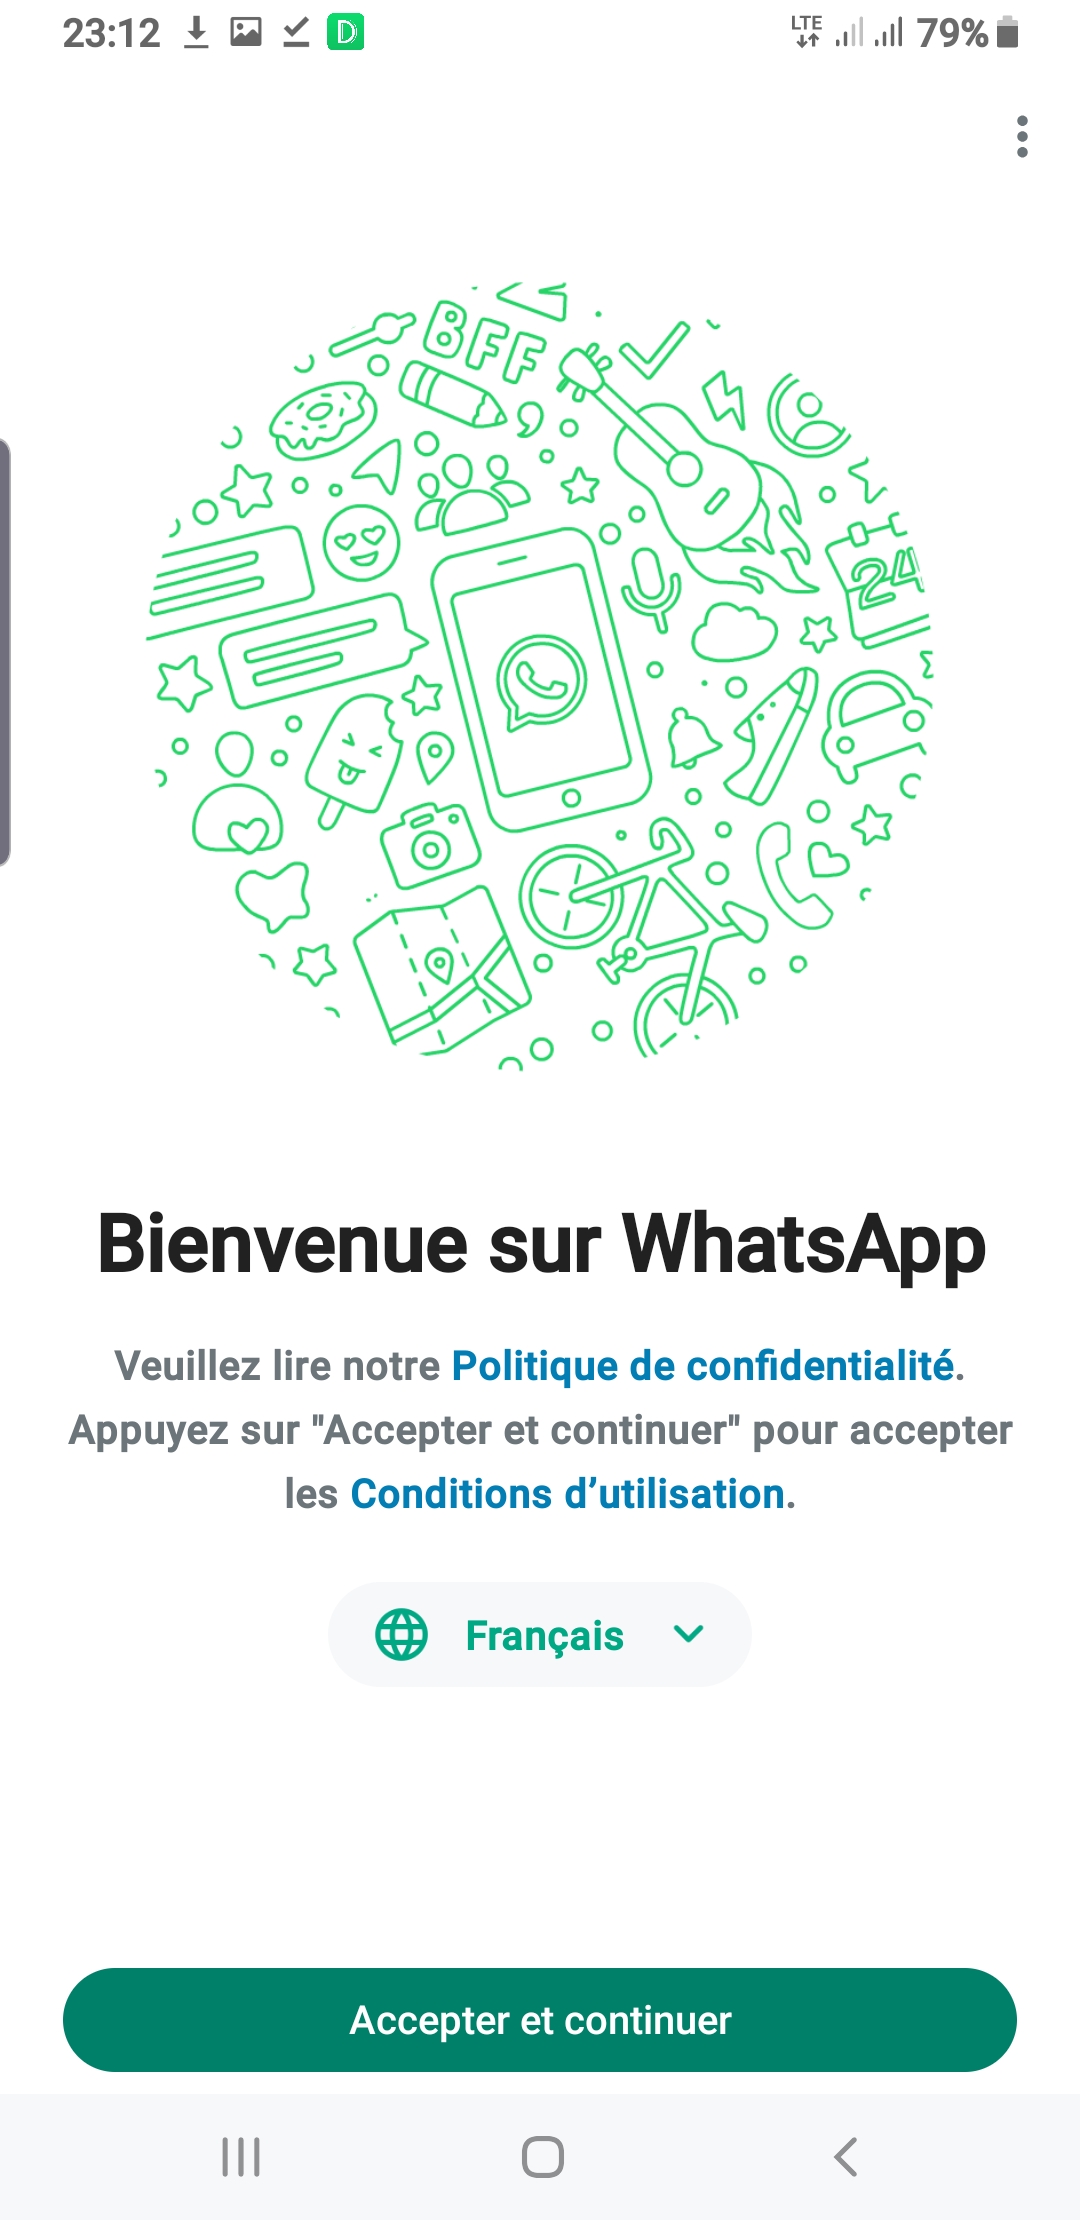 23:12 D LTE 79%
BFF
24
Bienvenue sur WhatsApp
Veuillez lire notre Politique de confidentialité.
Appuyez sur "Accepter et continuer" pour accepter
les Conditions d’utilisation.
Français
Accepter et continuer